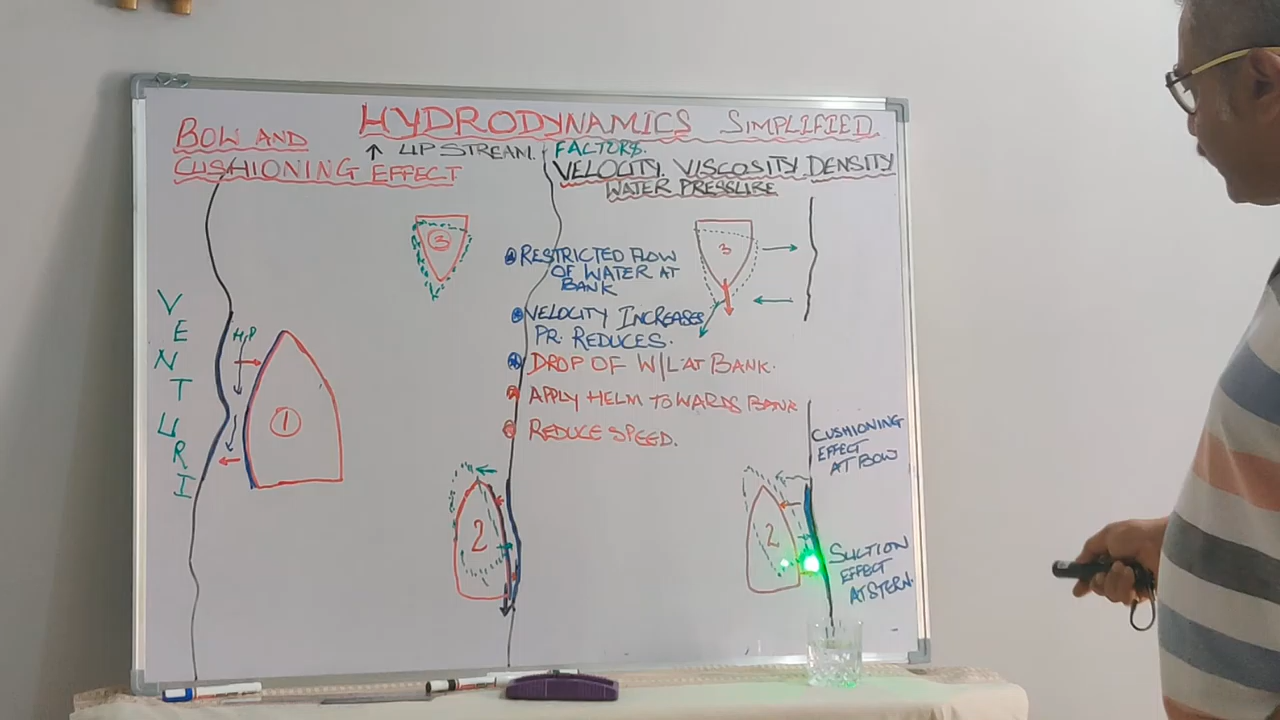 HYDRODYNAMICS SIMPLIFIED
BOW AND
CUSHIONING EFFECT
↑ UP STREAM.
FACTORS.
VELOCITY. VISCOSITY. DENSITY
WATER PRESSURE
VENTURI
H.P
1
3
RESTRICTED FLOW
OF WATER AT
BANK
VELOCITY INCREASES
PR. REDUCES.
DROP OF W/L AT BANK.
APPLY HELM TOWARDS BANK
REDUCE SPEED.
2
3
CUSHIONING
EFFECT
AT BOW
2
SUCTION
EFFECT
AT STERN.